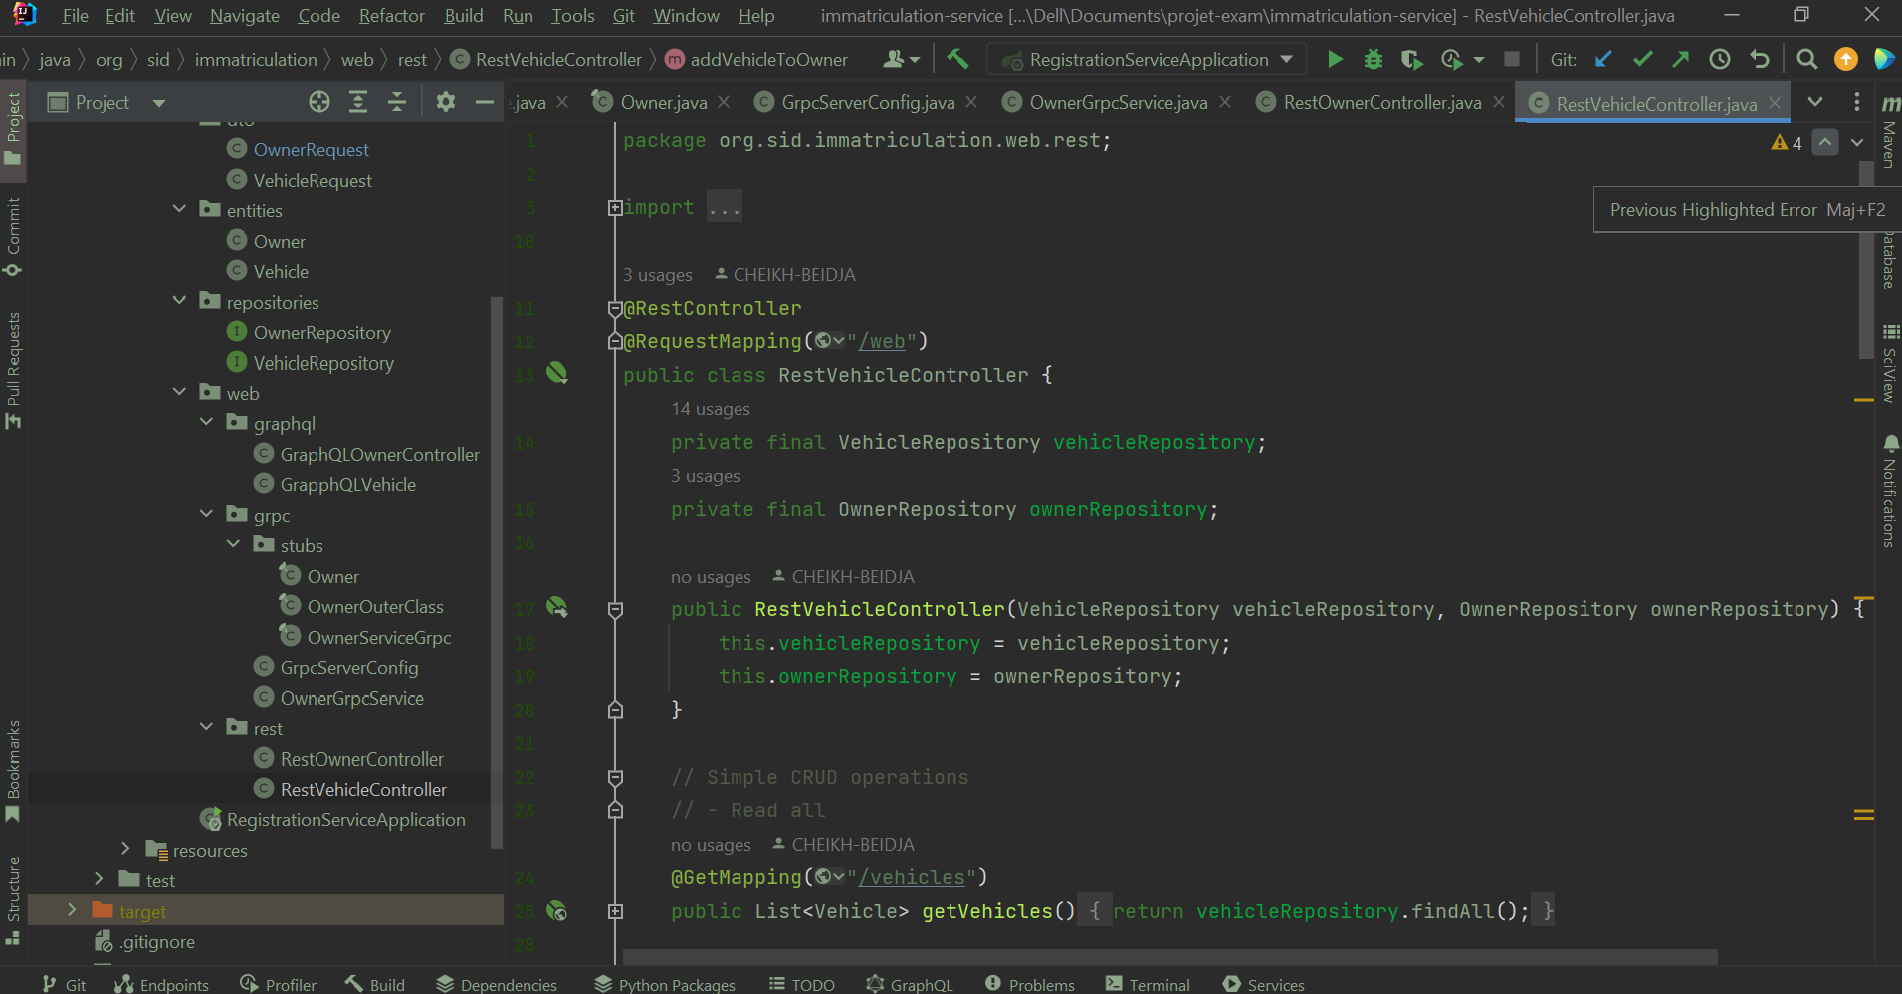 File Edit View Navigate Code Refactor Build Run Tools Git Window Help immatriculation-service [...\Dell\Documents\projet-exam\immatriculation-service] - RestVehicleController.java
in java org sid immatriculation web rest RestVehicleController addVehicleToOwner RegistrationServiceApplication Git:
Project
e.java Owner.java GrpcServerConfig.java OwnerGrpcService.java RestOwnerController.java RestVehicleController.java
Project
Commit
Pull Requests
Bookmarks
Structure
dto
OwnerRequest
VehicleRequest
entities
Owner
Vehicle
repositories
OwnerRepository
VehicleRepository
web
graphql
GraphQLOwnerController
GrapphQLVehicle
grpc
stubs
Owner
OwnerOuterClass
OwnerServiceGrpc
GrpcServerConfig
OwnerGrpcService
rest
RestOwnerController
RestVehicleController
RegistrationServiceApplication
resources
test
target
.gitignore
1 package org.sid.immatriculation.web.rest;
2
3 import ...
10
3 usages CHEIKH-BEIDJA
11 @RestController
12 @RequestMapping("/web")
13 public class RestVehicleController {
14 usages
14 private final VehicleRepository vehicleRepository;
3 usages
15 private final OwnerRepository ownerRepository;
16
no usages CHEIKH-BEIDJA
17 public RestVehicleController(VehicleRepository vehicleRepository, OwnerRepository ownerRepository) {
18 this.vehicleRepository = vehicleRepository;
19 this.ownerRepository = ownerRepository;
20 }
21
22 // Simple CRUD operations
23 // - Read all
no usages CHEIKH-BEIDJA
24 @GetMapping("/vehicles")
25 public List<Vehicle> getVehicles() { return vehicleRepository.findAll(); }
28
4
Previous Highlighted Error Maj+F2
Maven
Database
SciView
Notifications
Git Endpoints Profiler Build Dependencies Python Packages TODO GraphQL Problems Terminal Services